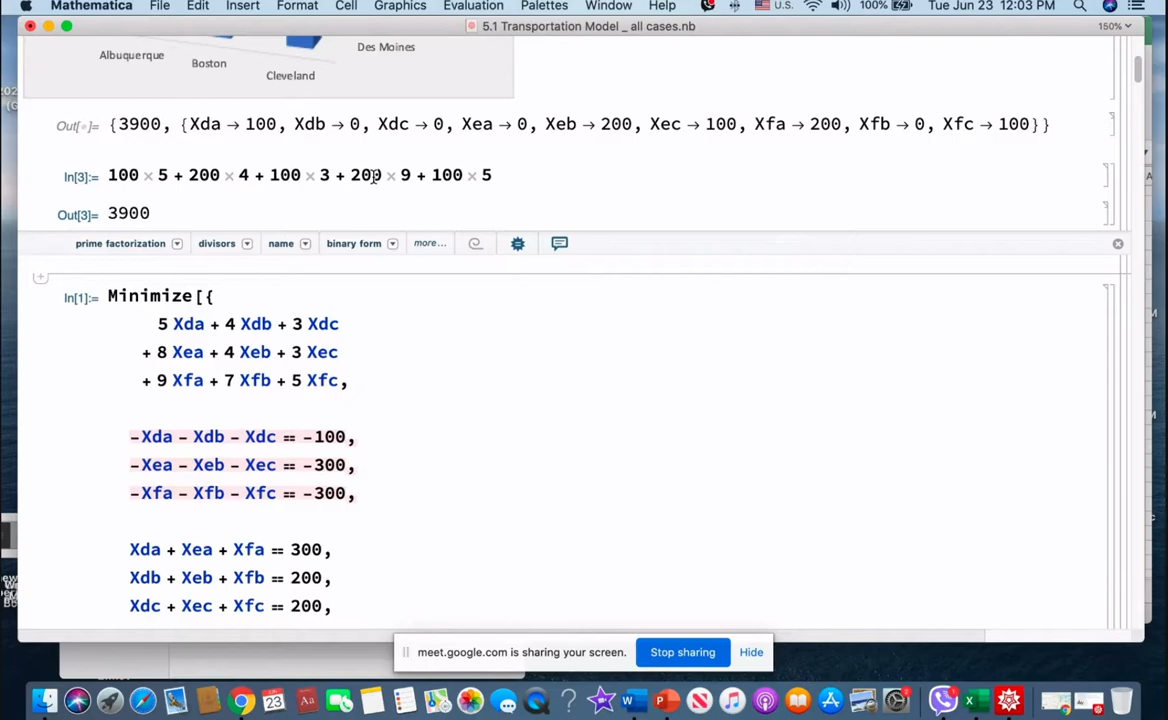 Mathematica File Edit Insert Format Cell Graphics Evaluation Palettes Window Help U.S. 100% Tue Jun 23 12:03 PM
5.1 Transportation Model _ all cases.nb 150%
Des Moines
Albuquerque
Boston
Cleveland
Out[•]= {3900, {Xda → 100, Xdb → 0, Xdc → 0, Xea → 0, Xeb → 200, Xec → 100, Xfa → 200, Xfb → 0, Xfc → 100}}
In[3]:= 100 × 5 + 200 × 4 + 100 × 3 + 200 × 9 + 100 × 5
Out[3]= 3900
prime factorization divisors name binary form more...
In[1]:= Minimize[{
5 Xda + 4 Xdb + 3 Xdc
+ 8 Xea + 4 Xeb + 3 Xec
+ 9 Xfa + 7 Xfb + 5 Xfc,
-Xda - Xdb - Xdc == -100,
-Xea - Xeb - Xec == -300,
-Xfa - Xfb - Xfc == -300,
Xda + Xea + Xfa == 300,
Xdb + Xeb + Xfb == 200,
Xdc + Xec + Xfc == 200,
meet.google.com is sharing your screen. Stop sharing Hide